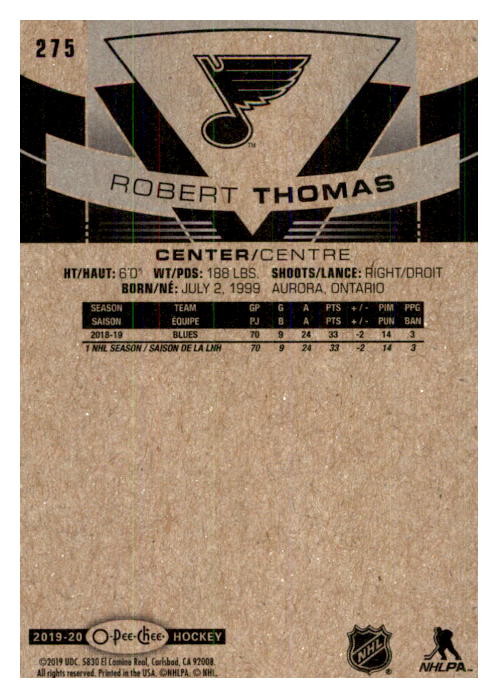 275
TM
ROBERT THOMAS
CENTER/CENTRE
HT/HAUT: 6'0" WT/PDS: 188 LBS. SHOOTS/LANCE: RIGHT/DROIT
BORN/NÉ: JULY 2, 1999 AURORA, ONTARIO
SEASON TEAM GP G A PTS +/- PIM PPG
SAISON ÉQUIPE PJ B A PTS +/- PUN BAN
2018-19 BLUES 70 9 24 33 -2 14 3
1 NHL SEASON / SAISON DE LA LNH 70 9 24 33 -2 14 3
2019-20 O-Pee-Chee HOCKEY
©2019 UDC. 5830 El Camino Real, Carlsbad, CA 92008.
All rights reserved. Printed in the USA. ©NHLPA. © NHL.
NHL ®
NHLPA